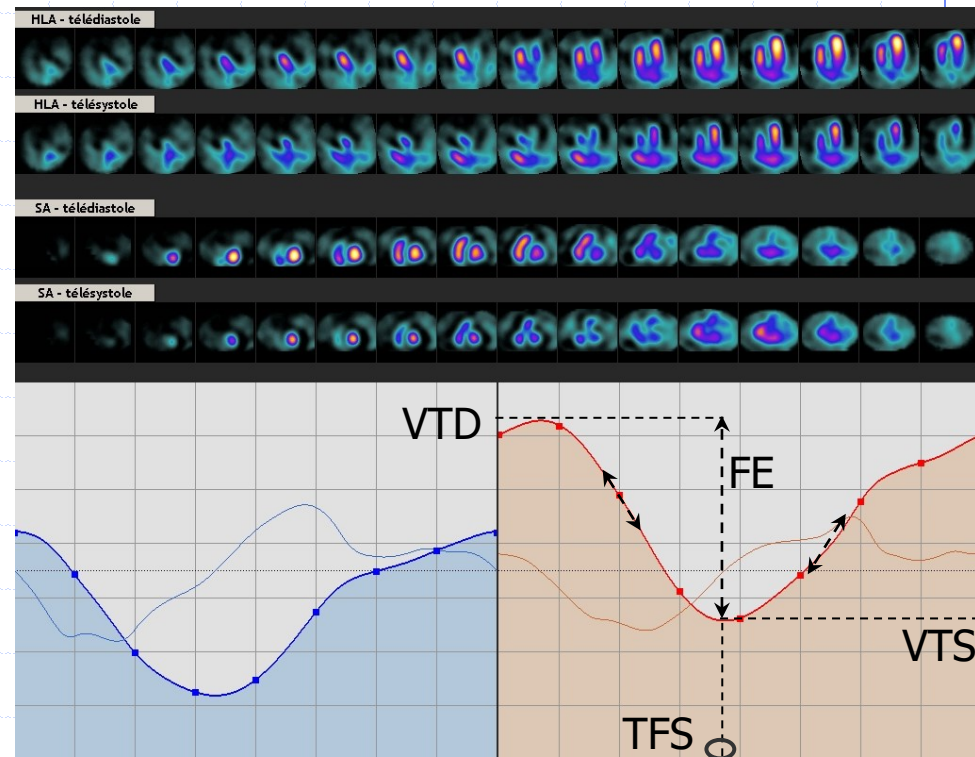 HLA - télédiastole
HLA - télésystole
SA - télédiastole
SA - télésystole
VTD
FE
VTS
TFS